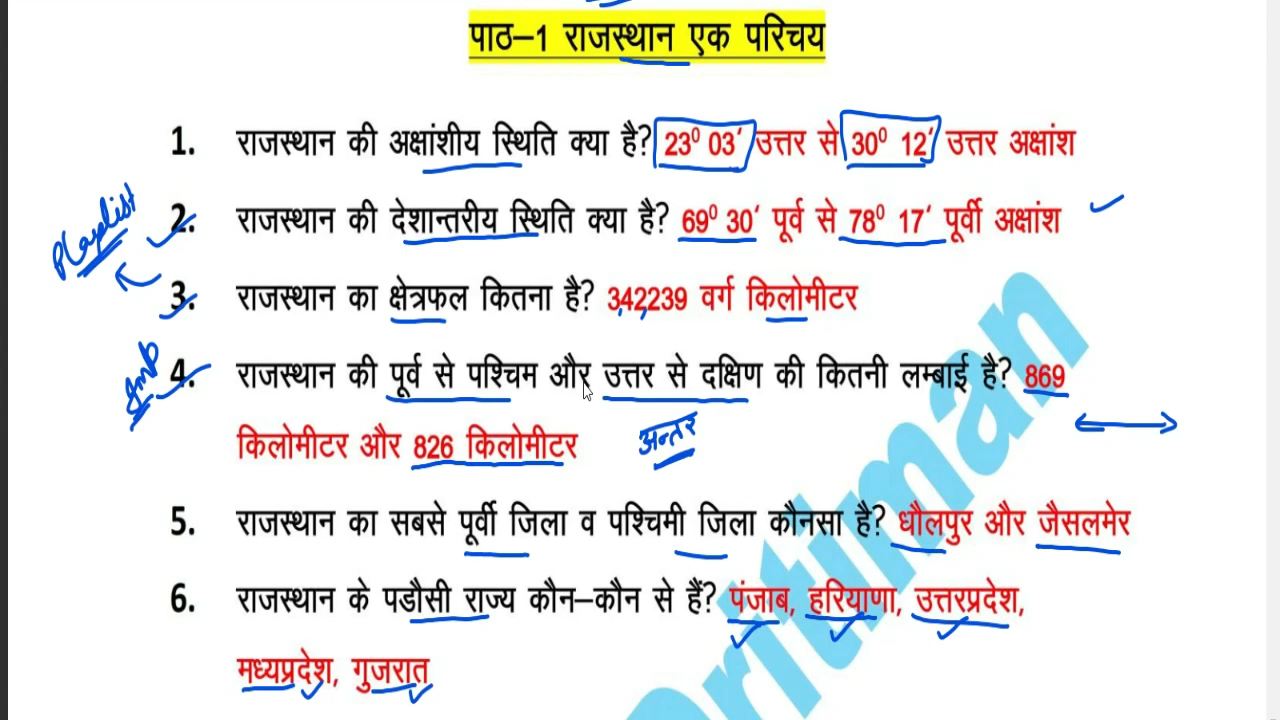 पाठ–1 राजस्थान एक परिचय
1. राजस्थान की अक्षांशीय स्थिति क्या है? 23⁰ 03′ उत्तर से 30⁰ 12′ उत्तर अक्षांश
Playlist
2. राजस्थान की देशान्तरीय स्थिति क्या है? 69⁰ 30′ पूर्व से 78⁰ 17′ पूर्वी अक्षांश
3. राजस्थान का क्षेत्रफल कितना है? 342239 वर्ग किलोमीटर
Imp
4. राजस्थान की पूर्व से पश्चिम और उत्तर से दक्षिण की कितनी लम्बाई है? 869
किलोमीटर और 826 किलोमीटर
अन्तर
5. राजस्थान का सबसे पूर्वी जिला व पश्चिमी जिला कौनसा है? धौलपुर और जैसलमेर
6. राजस्थान के पडौसी राज्य कौन–कौन से हैं? पंजाब, हरियाणा, उत्तरप्रदेश,
मध्यप्रदेश, गुजरात